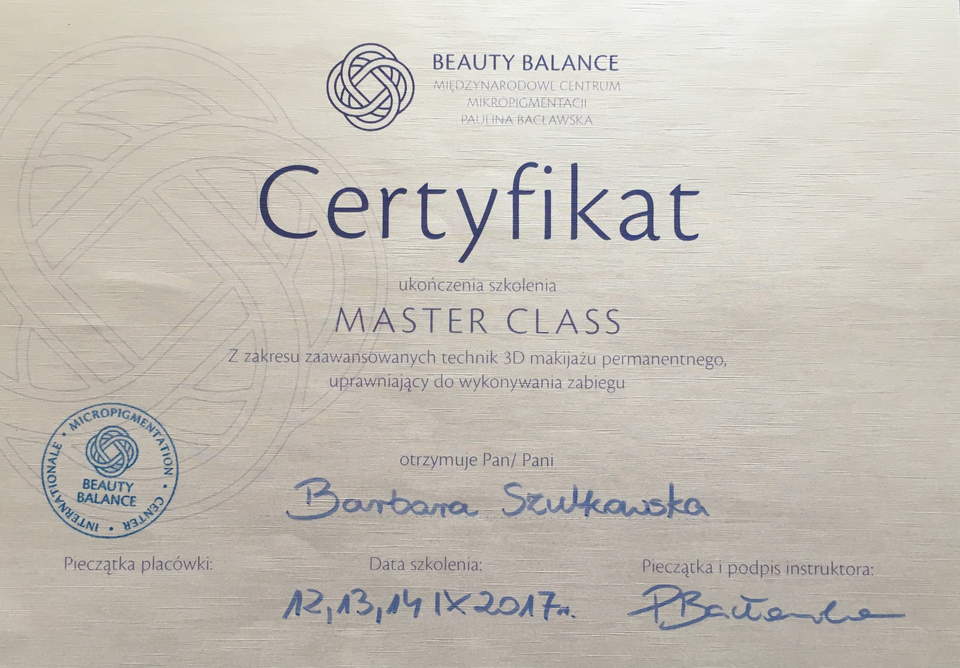 BEAUTY BALANCE
MIĘDZYNARODOWE CENTRUM
MIKROPIGMENTACJI
PAULINA BACŁAWSKA
Certyfikat
ukończenia szkolenia
MASTER CLASS
Z zakresu zaawansowanych technik 3D makijażu permanentnego,
uprawniający do wykonywania zabiegu
otrzymuje Pan/ Pani
Barbara Szutkowska
INTERNATIONALE • MICROPIGMENTATION • CENTER •
BEAUTY
BALANCE
Pieczątka placówki:
Data szkolenia:
Pieczątka i podpis instruktora:
12, 13, 14 IX 2017r.